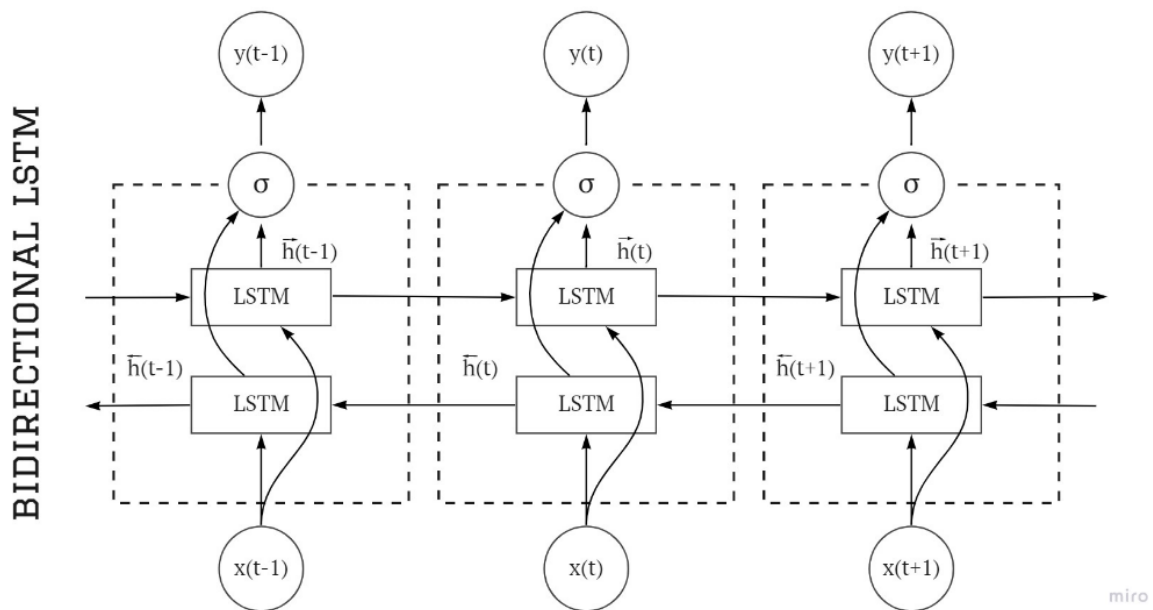 BIDIRECTIONAL LSTM
y(t-1) y(t) y(t+1)
σ σ σ
h⃗(t-1) h⃗(t) h⃗(t+1)
LSTM LSTM LSTM
h⃖(t-1) h⃖(t) h⃖(t+1)
LSTM LSTM LSTM
x(t-1) x(t) x(t+1)
miro